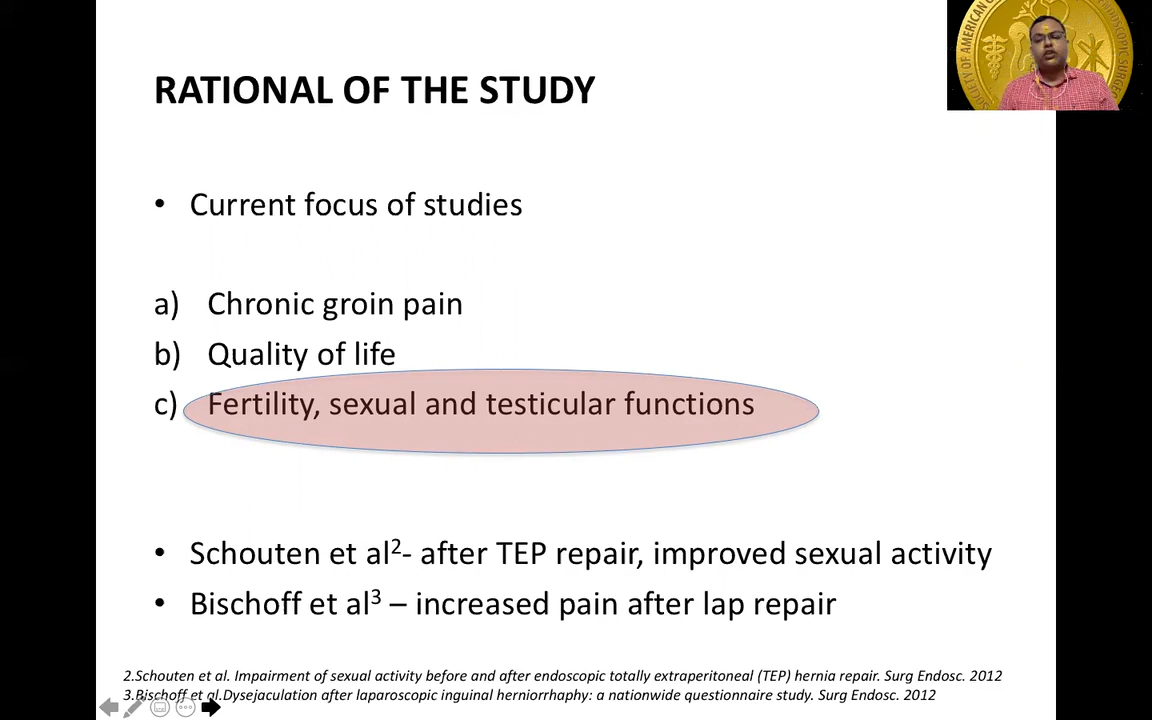 RATIONAL OF THE STUDY
• Current focus of studies
a) Chronic groin pain
b) Quality of life
c) Fertility, sexual and testicular functions
• Schouten et al2- after TEP repair, improved sexual activity
• Bischoff et al3 – increased pain after lap repair
2.Schouten et al. Impairment of sexual activity before and after endoscopic totally extraperitoneal (TEP) hernia repair. Surg Endosc. 2012
3.Bischoff et al.Dysejaculation after laparoscopic inguinal herniorrhaphy: a nationwide questionnaire study. Surg Endosc. 2012